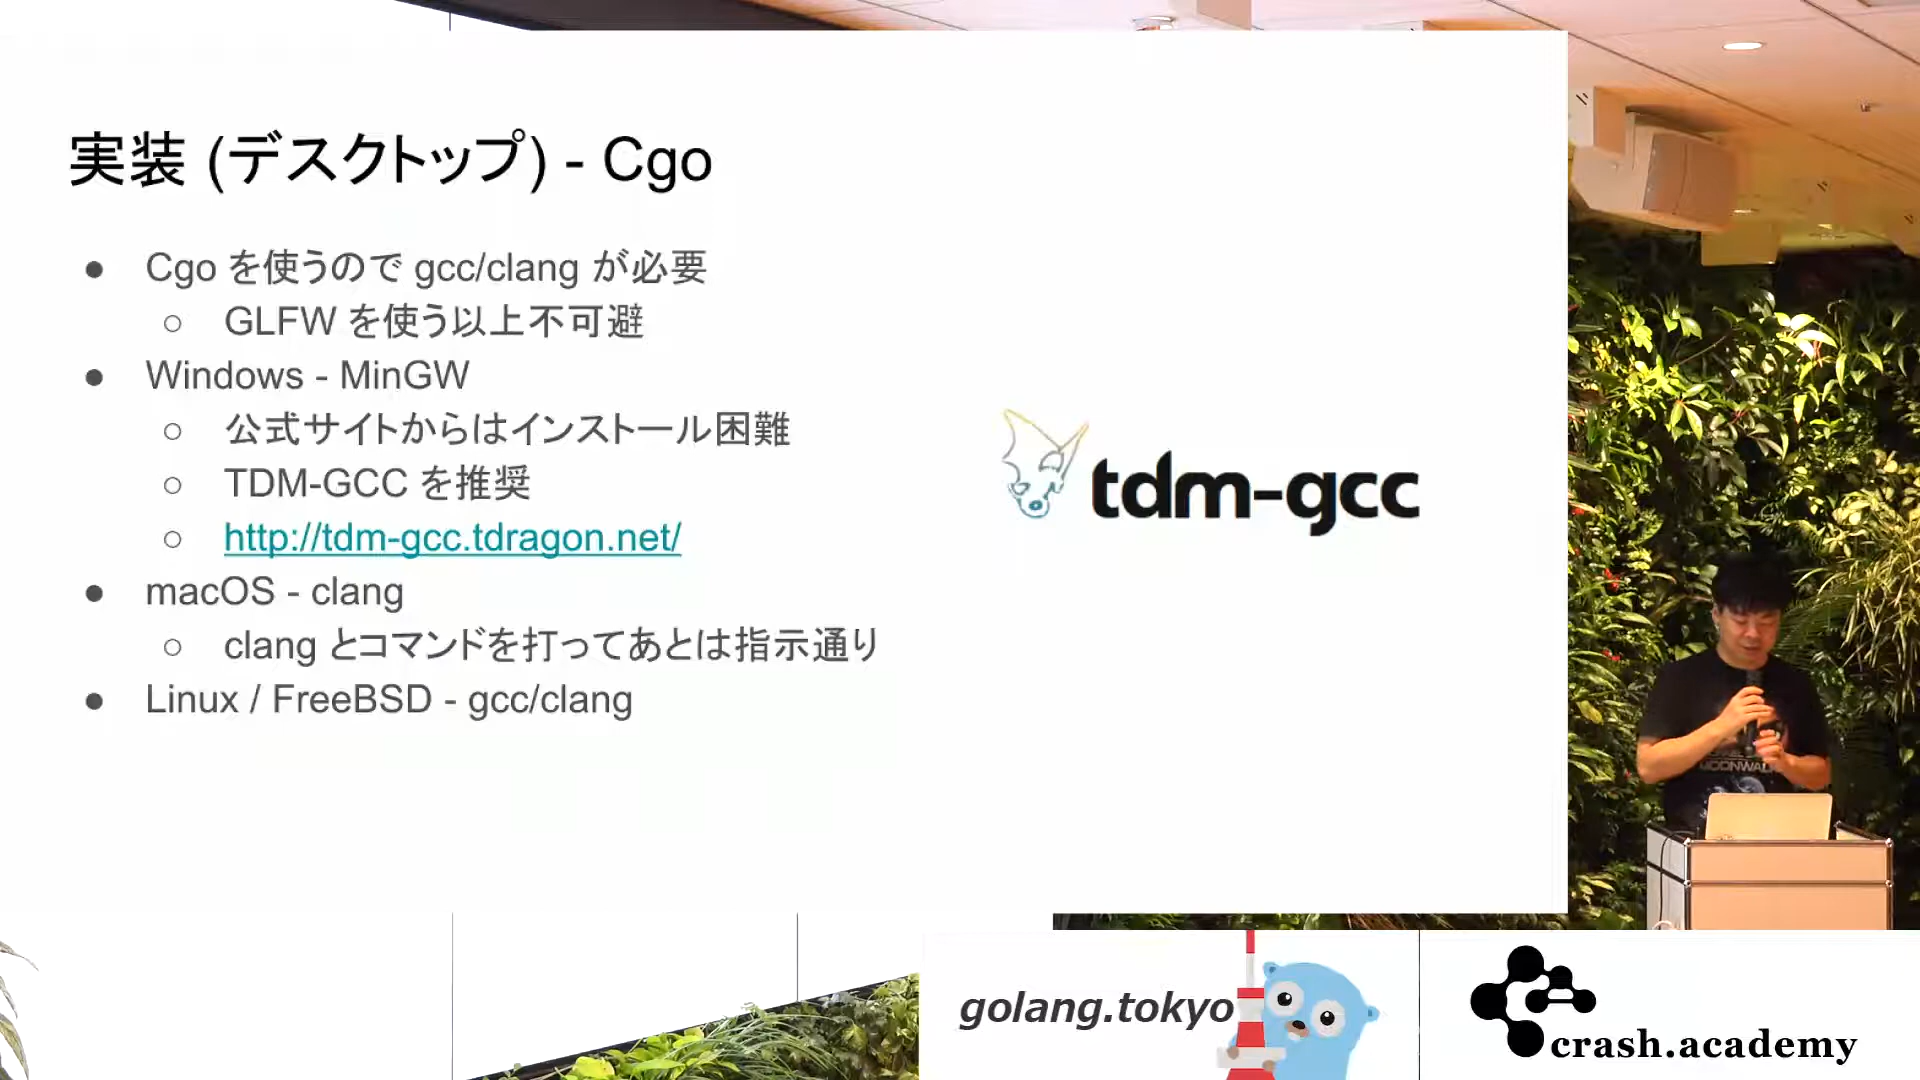 実装 (デスクトップ) - Cgo
● Cgo を使うので gcc/clang が必要
○ GLFW を使う以上不可避
● Windows - MinGW
○ 公式サイトからはインストール困難
○ TDM-GCC を推奨
○ http://tdm-gcc.tdragon.net/
● macOS - clang
○ clang とコマンドを打ってあとは指示通り
● Linux / FreeBSD - gcc/clang
tdm-gcc
MOONWALK
golang.tokyo
crash.academy